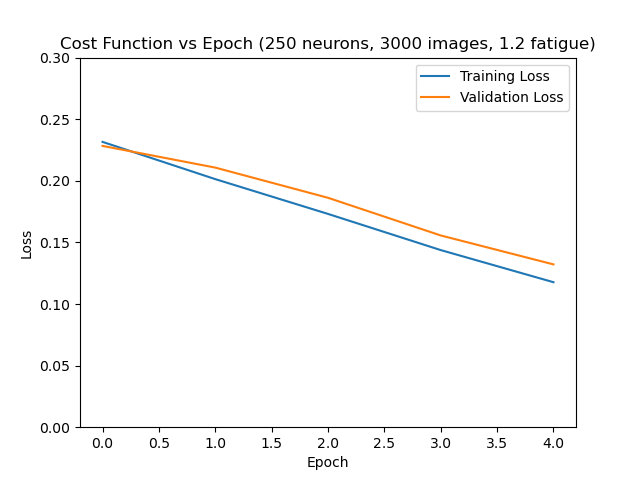 Cost Function vs Epoch (250 neurons, 3000 images, 1.2 fatigue)
Training Loss
Validation Loss
0.30
0.25
0.20
0.15
0.10
0.05
0.00
Loss
0.0 0.5 1.0 1.5 2.0 2.5 3.0 3.5 4.0
Epoch